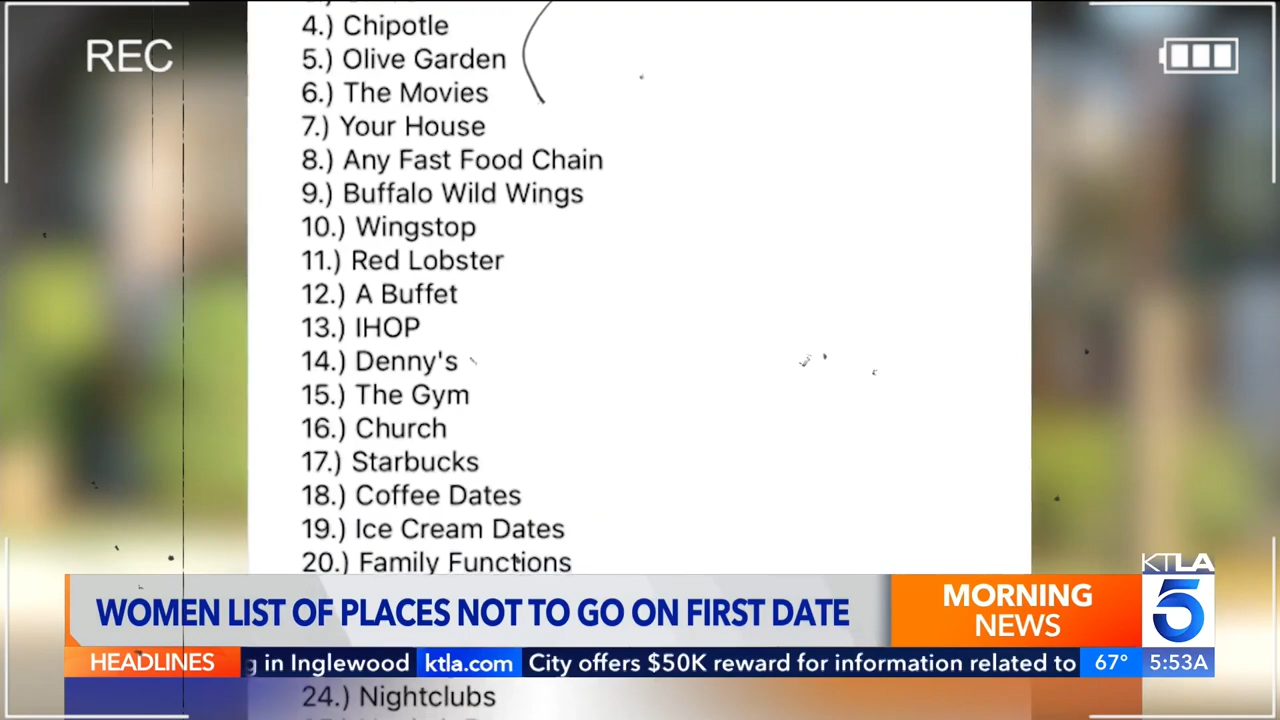 4.) Chipotle
REC
5.) Olive Garden
6.) The Movies
7.) Your House
8.) Any Fast Food Chain
9.) Buffalo Wild Wings
10.) Wingstop
11.) Red Lobster
12.) A Buffet
13.) IHOP
14.) Denny's
15.) The Gym
16.) Church
17.) Starbucks
18.) Coffee Dates
19.) Ice Cream Dates
20.) Family Functions
WOMEN LIST OF PLACES NOT TO GO ON FIRST DATE
MORNING NEWS
KTLA 5
HEADLINES
in Inglewood ktla.com City offers $50K reward for information related to
67° 5:53A
24.) Nightclubs